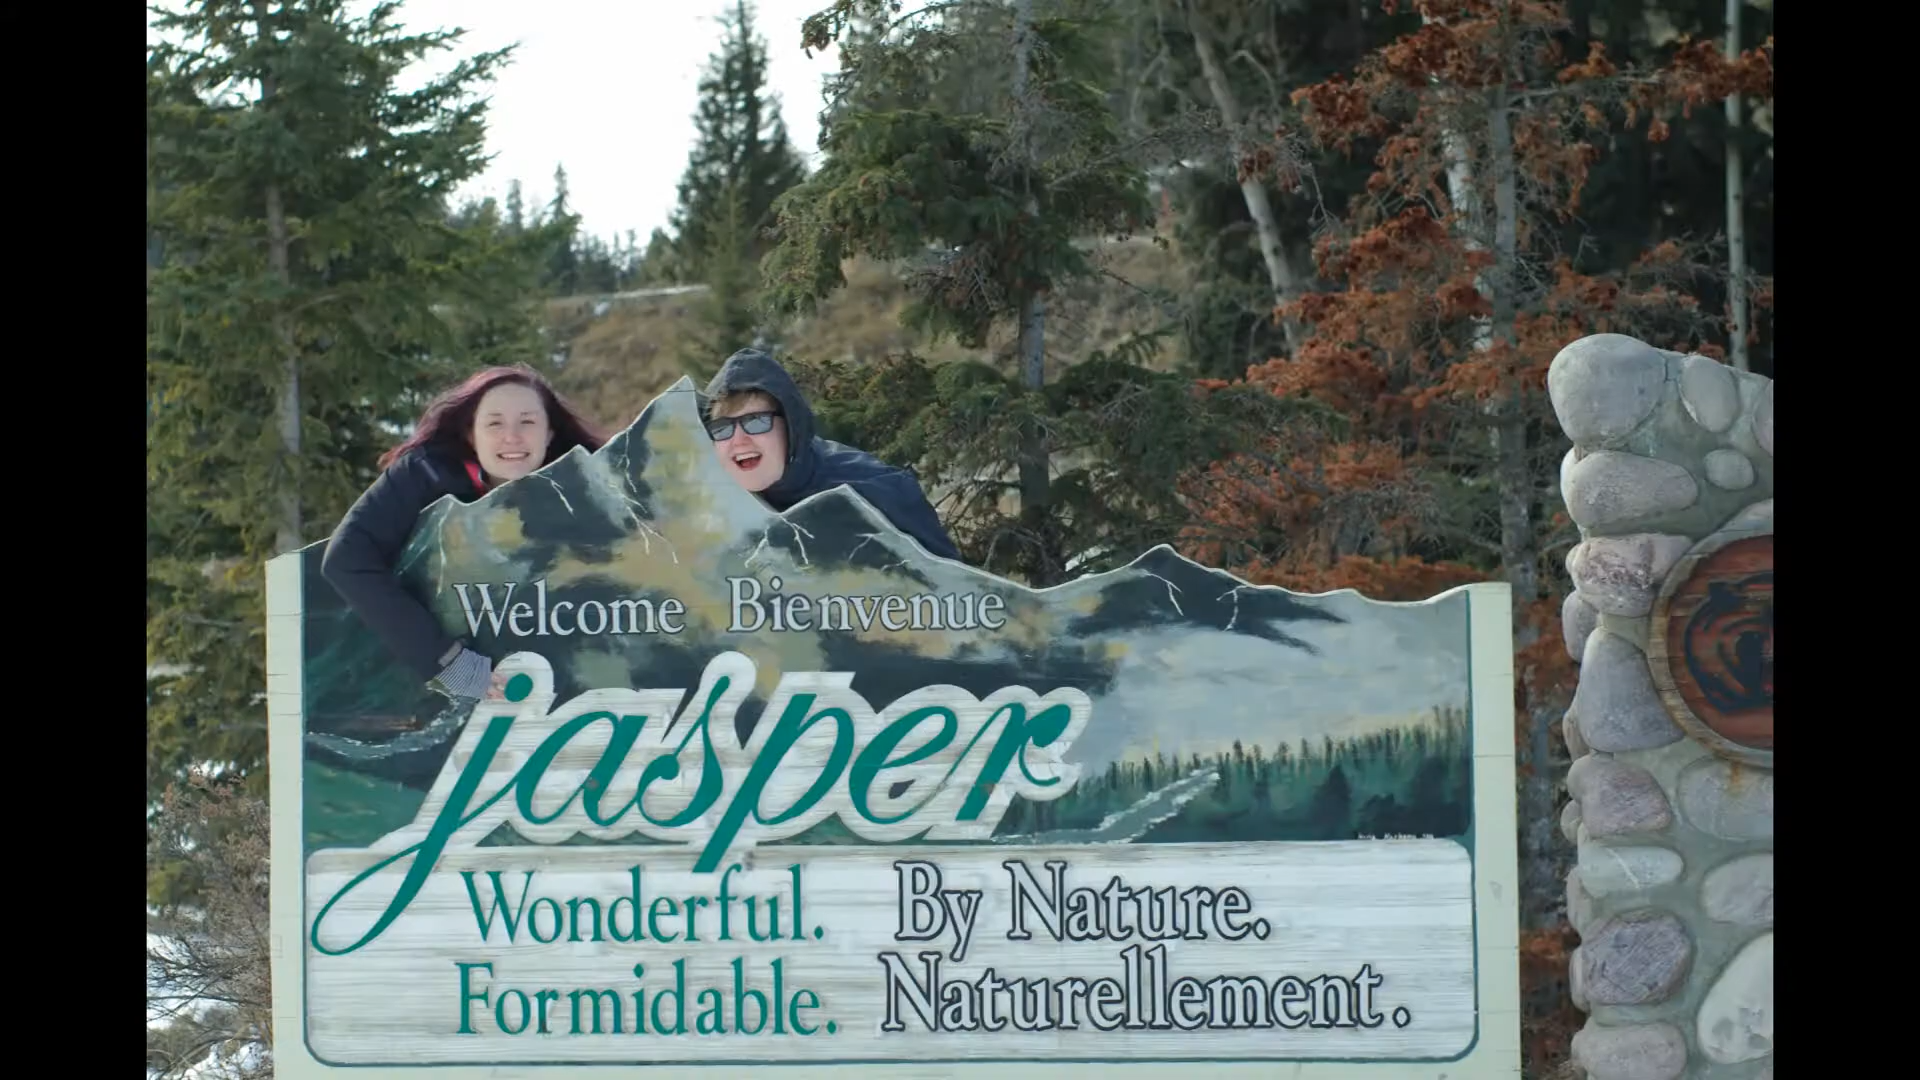 Welcome Bienvenue
jasper
Wonderful. By Nature.
Formidable. Naturellement.